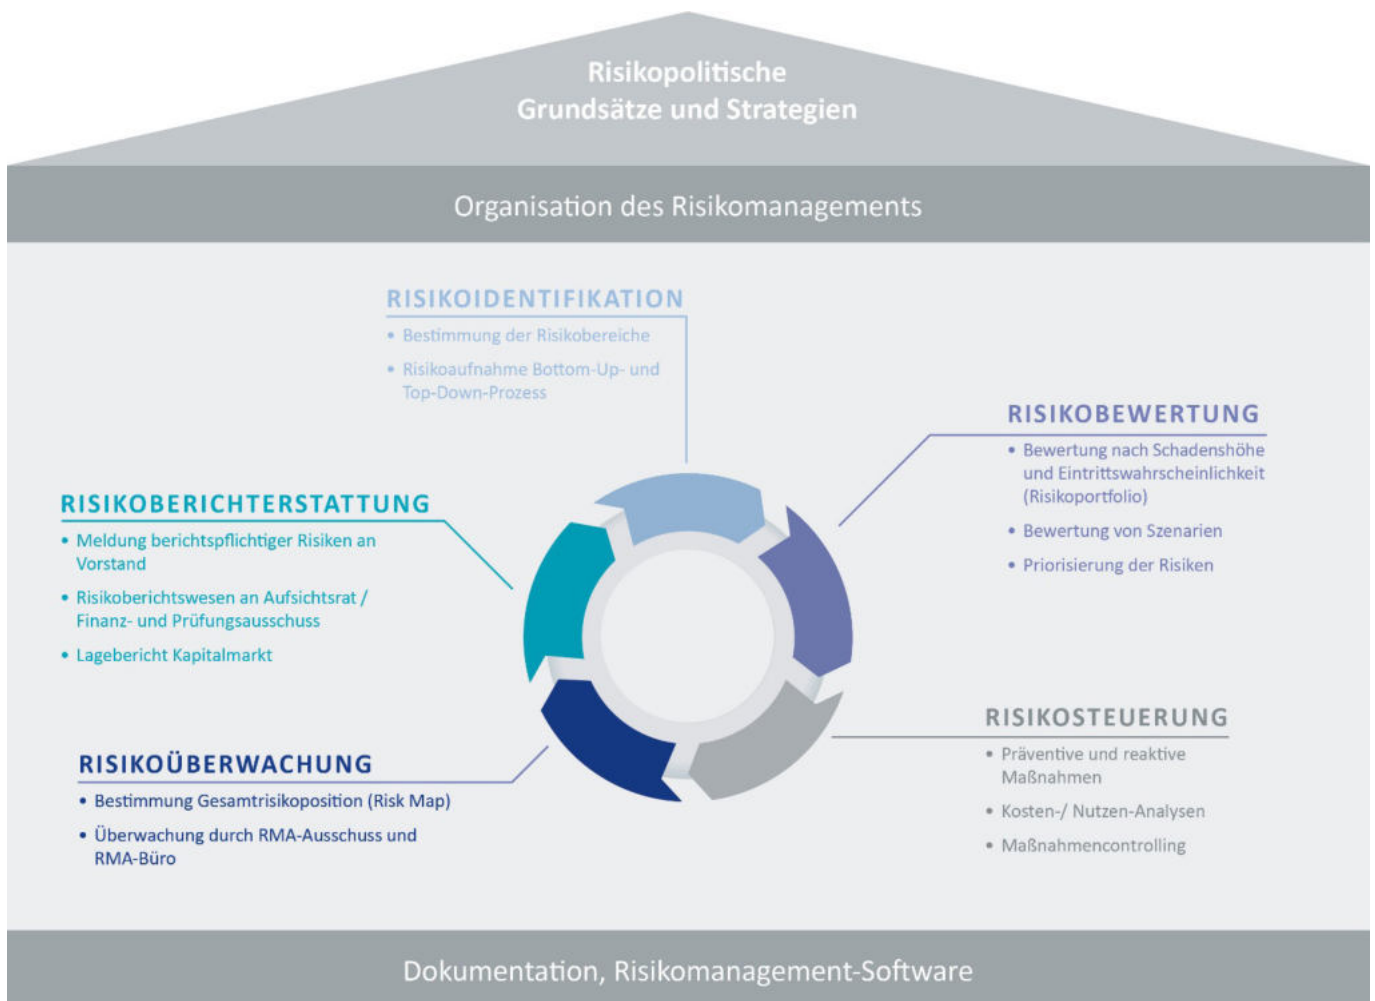 Risikopolitische
Grundsätze und Strategien
Organisation des Risikomanagements
RISIKOIDENTIFIKATION
• Bestimmung der Risikobereiche
• Risikoaufnahme Bottom-Up- und
Top-Down-Prozess
RISIKOBEWERTUNG
• Bewertung nach Schadenshöhe
und Eintrittswahrscheinlichkeit
(Risikoportfolio)
• Bewertung von Szenarien
• Priorisierung der Risiken
RISIKOSTEUERUNG
• Präventive und reaktive
Maßnahmen
• Kosten-/ Nutzen-Analysen
• Maßnahmencontrolling
RISIKOÜBERWACHUNG
• Bestimmung Gesamtrisikoposition (Risk Map)
• Überwachung durch RMA-Ausschuss und
RMA-Büro
RISIKOBERICHTERSTATTUNG
• Meldung berichtspflichtiger Risiken an
Vorstand
• Risikoberichtswesen an Aufsichtsrat /
Finanz- und Prüfungsausschuss
• Lagebericht Kapitalmarkt
Dokumentation, Risikomanagement-Software